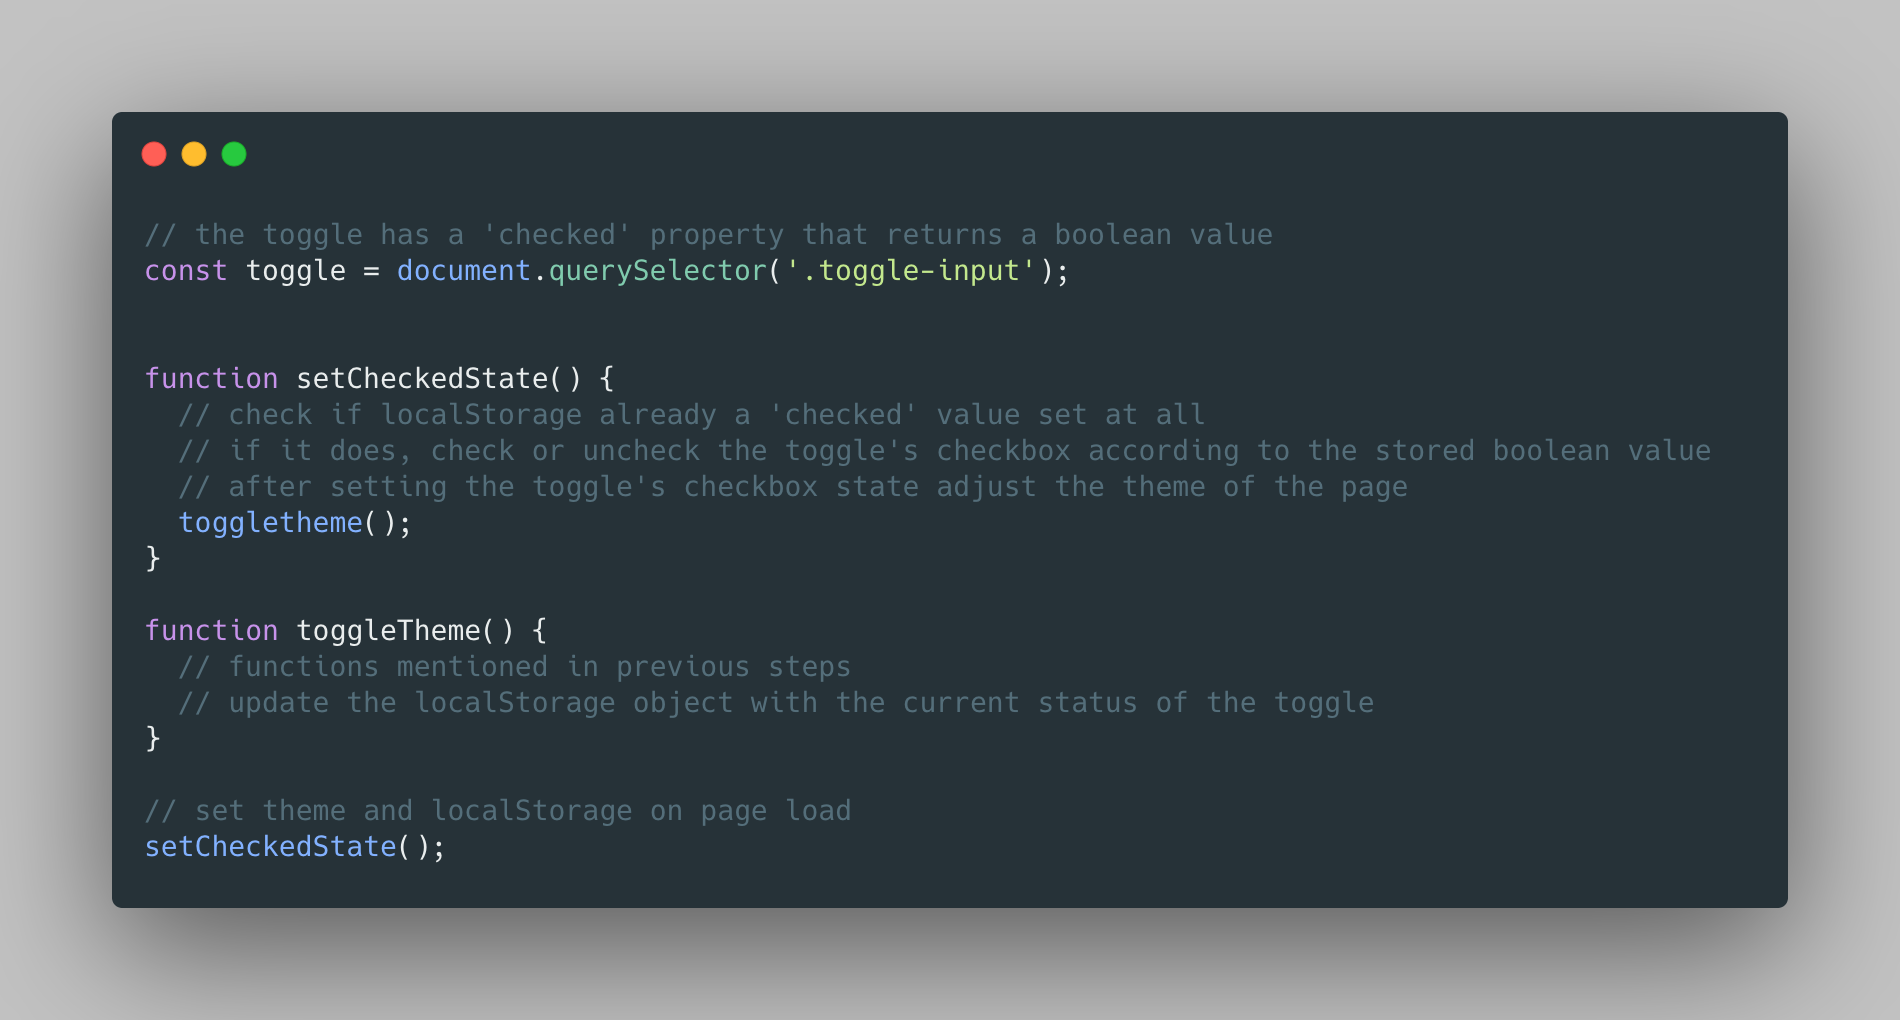 // the toggle has a 'checked' property that returns a boolean value
const toggle = document.querySelector('.toggle-input');
function setCheckedState() {
  // check if localStorage already a 'checked' value set at all
  // if it does, check or uncheck the toggle's checkbox according to the stored boolean value
  // after setting the toggle's checkbox state adjust the theme of the page
  toggletheme();
}
function toggleTheme() {
  // functions mentioned in previous steps
  // update the localStorage object with the current status of the toggle
}
// set theme and localStorage on page load
setCheckedState();